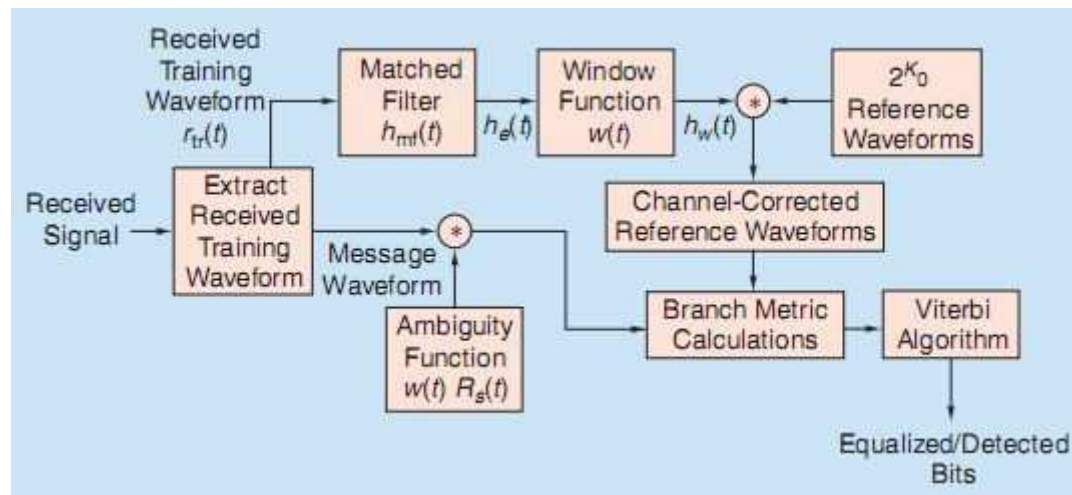 Received
Training
Waveform
r_tr(t)
Matched
Filter
h_mf(t)
h_e(t)
Window
Function
w(t)
h_w(t)
*
2^K_0
Reference
Waveforms
Received
Signal
Extract
Received
Training
Waveform
Message
Waveform
*
Ambiguity
Function
w(t) R_s(t)
Channel-Corrected
Reference Waveforms
Branch Metric
Calculations
Viterbi
Algorithm
Equalized/Detected
Bits